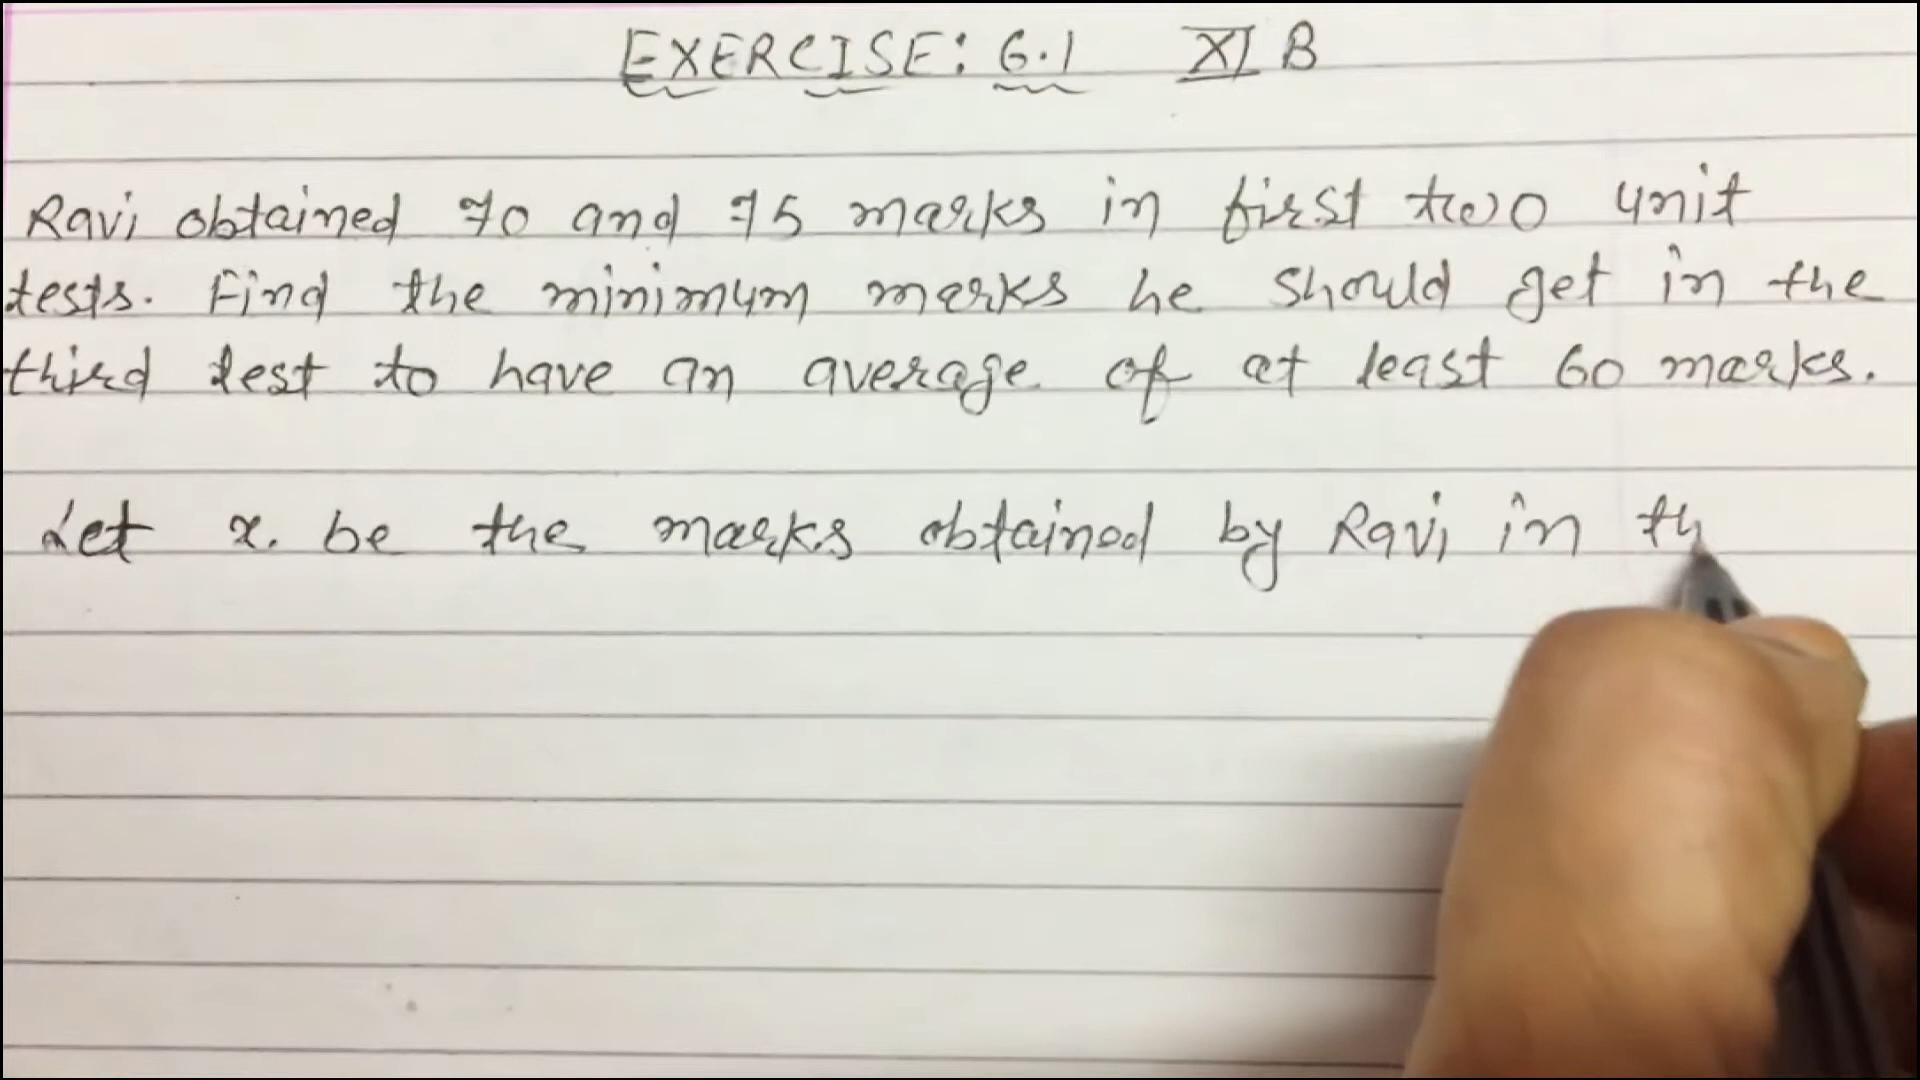 EXERCISE: 6.1 XI B
Ravi obtained 70 and 75 marks in first two unit
tests. Find the minimum marks he should get in the
third test to have an average of at least 60 marks.
Let x. be the marks obtained by Ravi in th